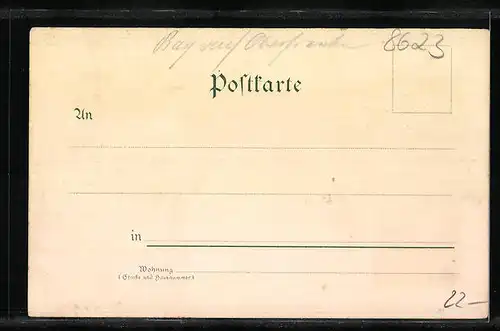 Bayreuth Oberfranken 8623
Postkarte
An
in
Wohnung
(Straße und Hausnummer)
22-